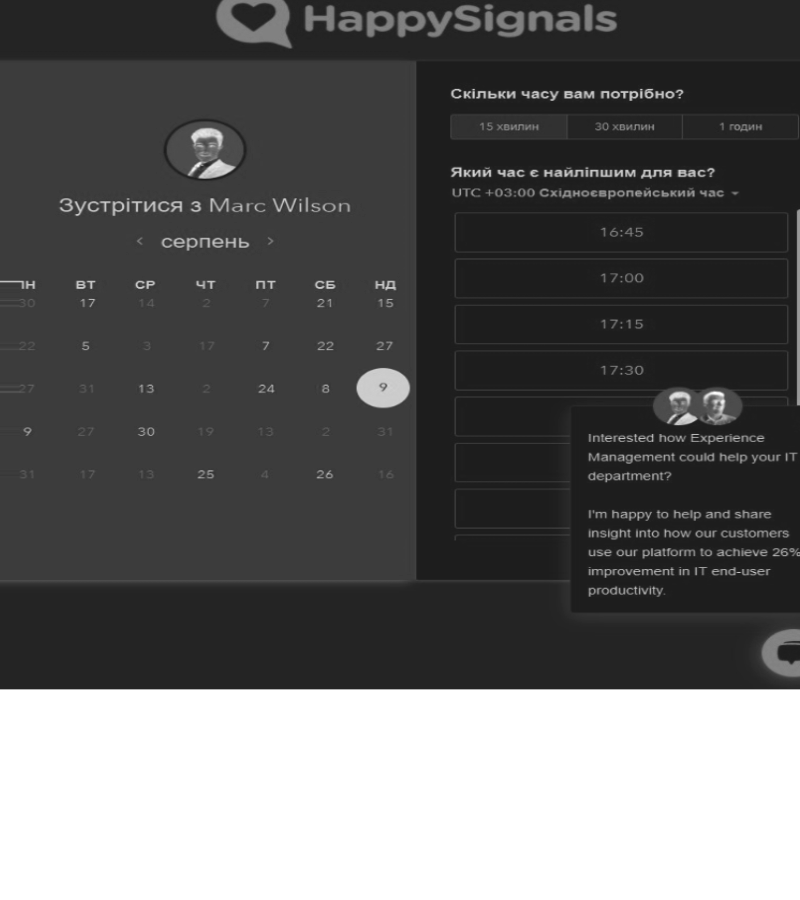 HappySignals
Зустрітися з Marc Wilson
серпень
ПН ВТ СР ЧТ ПТ СБ НД
30 17 14 2 7 21 15
22 5 3 17 7 22 27
27 31 13 2 24 8 9
9 27 30 19 13 2 31
31 17 13 25 4 26 16
Скільки часу вам потрібно?
15 хвилин 30 хвилин 1 годин
Який час є найліпшим для вас?
UTC +03:00 Східноєвропейський час
16:45
17:00
17:15
17:30
Interested how Experience
Management could help your IT
department?
I'm happy to help and share
insight into how our customers
use our platform to achieve 26%
improvement in IT end-user
productivity.